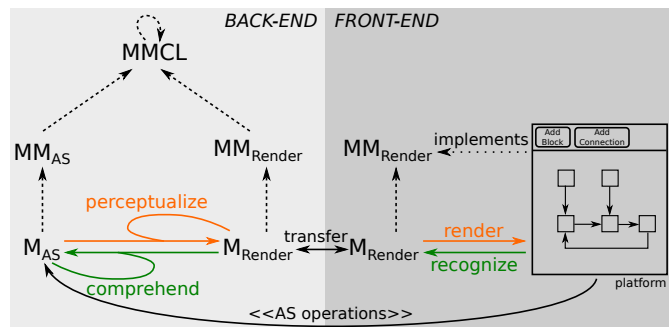 BACK-END
FRONT-END
MMCL
Add Block
Add Connection
implements
MM_AS
MM_Render
MM_Render
perceptualize
render
M_AS
M_Render
transfer
M_Render
recognize
comprehend
platform
<<AS operations>>